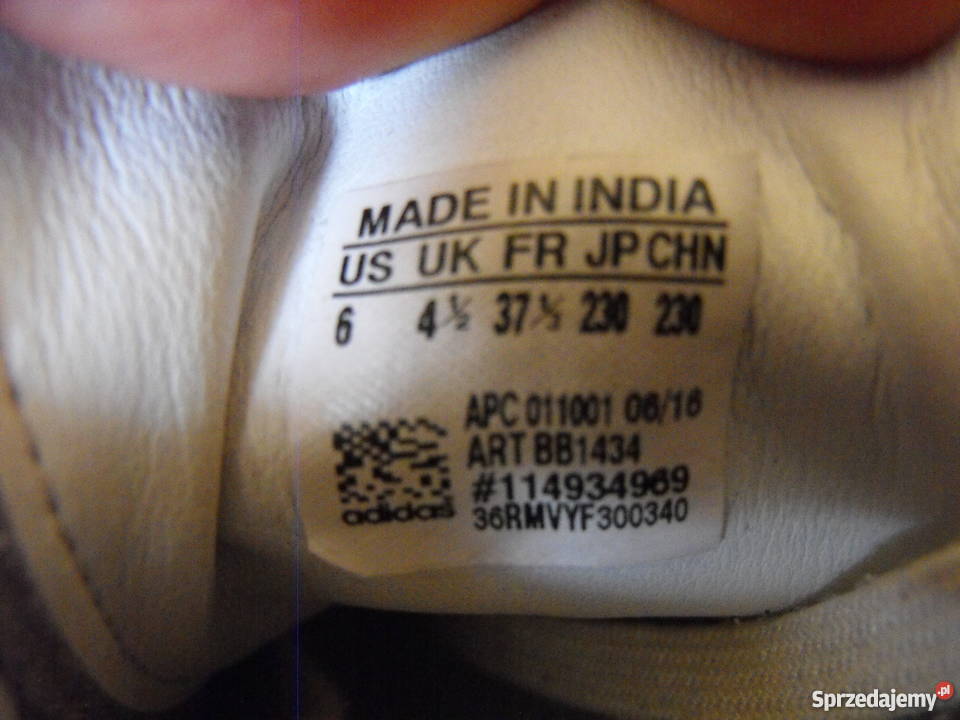 MADE IN INDIA
US UK FR JP CHN
6 4½ 37⅓ 230 230
APC 011001 06/16
ART BB1434
#114934969
adidas
36RMVYF300340
Sprzedajemy.pl